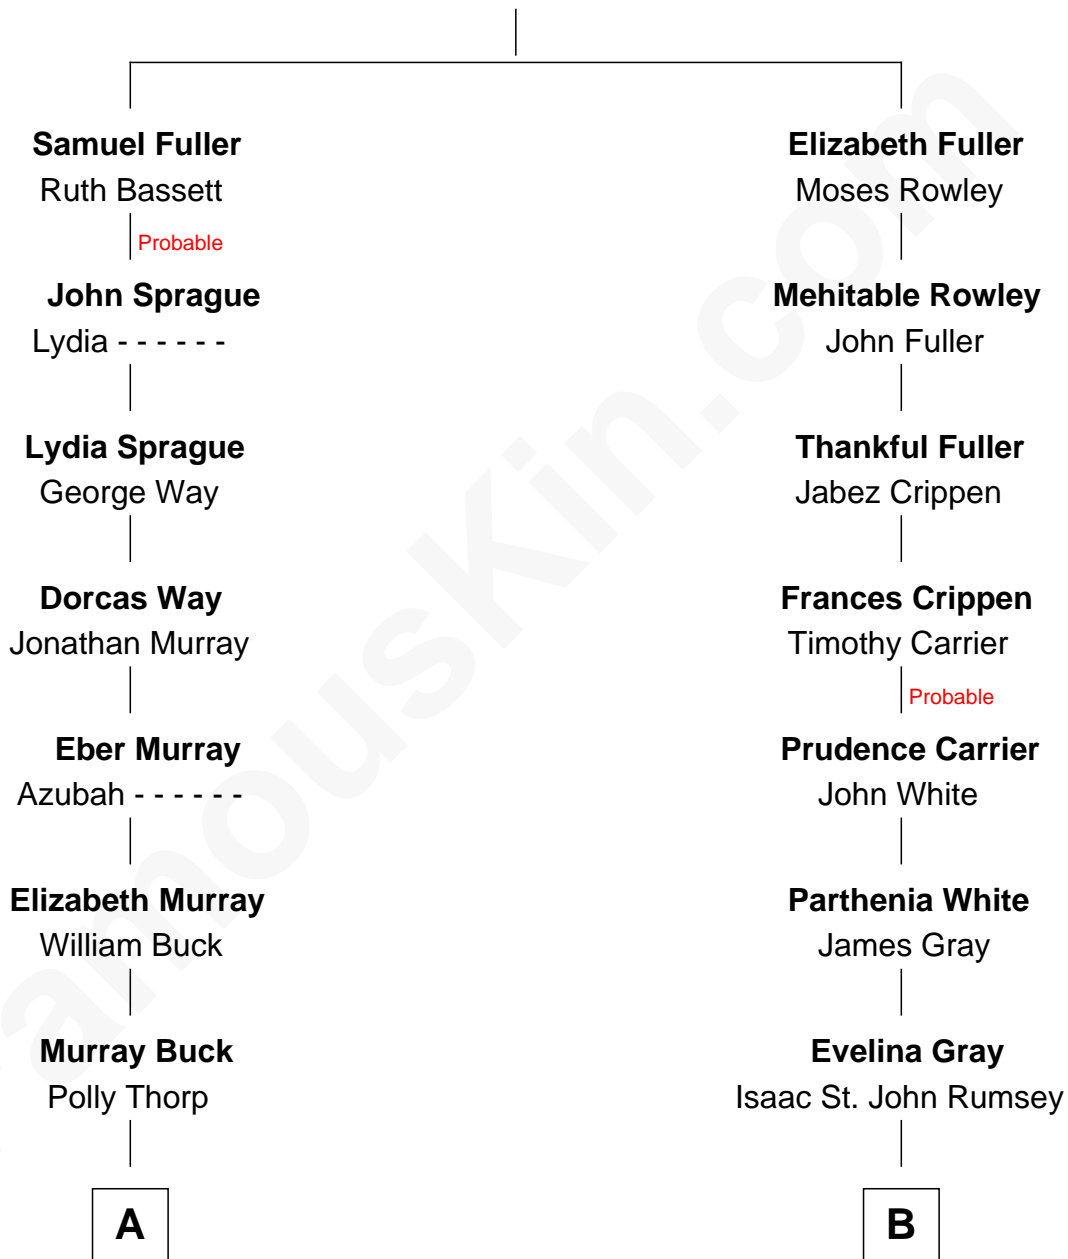 Samuel Fuller
Ruth Bassett
Probable
John Sprague
Lydia - - - - - -
Lydia Sprague
George Way
Dorcas Way
Jonathan Murray
Eber Murray
Azubah - - - - - -
Elizabeth Murray
William Buck
Murray Buck
Polly Thorp
A
Elizabeth Fuller
Moses Rowley
Mehitable Rowley
John Fuller
Thankful Fuller
Jabez Crippen
Frances Crippen
Timothy Carrier
Probable
Prudence Carrier
John White
Parthenia White
James Gray
Evelina Gray
Isaac St. John Rumsey
B
amouskin.com